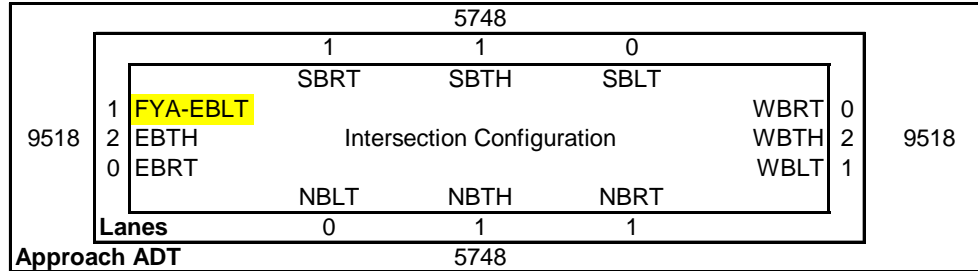 5748
1 1 0
SBRT SBTH SBLT
1 FYA-EBLT WBRT 0
9518 2 EBTH Intersection Configuration WBTH 2 9518
0 EBRT WBLT 1
NBLT NBTH NBRT
Lanes 0 1 1
Approach ADT 5748